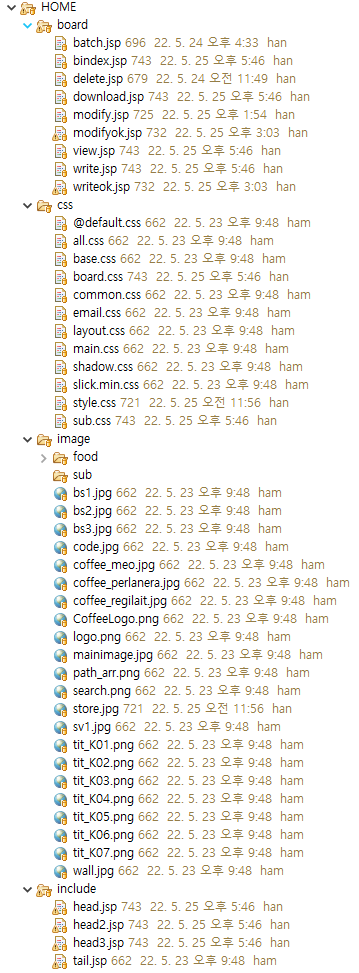 HOME
board
batch.jsp 696 22. 5. 24 오후 4:33 han
bindex.jsp 743 22. 5. 25 오후 5:46 han
delete.jsp 679 22. 5. 24 오전 11:49 han
download.jsp 743 22. 5. 25 오후 5:46 han
modify.jsp 725 22. 5. 25 오후 1:54 han
modifyok.jsp 732 22. 5. 25 오후 3:03 han
view.jsp 743 22. 5. 25 오후 5:46 han
write.jsp 743 22. 5. 25 오후 5:46 han
writeok.jsp 732 22. 5. 25 오후 3:03 han
css
@default.css 662 22. 5. 23 오후 9:48 ham
all.css 662 22. 5. 23 오후 9:48 ham
base.css 662 22. 5. 23 오후 9:48 ham
board.css 743 22. 5. 25 오후 5:46 han
common.css 662 22. 5. 23 오후 9:48 ham
email.css 662 22. 5. 23 오후 9:48 ham
layout.css 662 22. 5. 23 오후 9:48 ham
main.css 662 22. 5. 23 오후 9:48 ham
shadow.css 662 22. 5. 23 오후 9:48 ham
slick.min.css 662 22. 5. 23 오후 9:48 ham
style.css 721 22. 5. 25 오전 11:56 han
sub.css 743 22. 5. 25 오후 5:46 han
image
food
sub
bs1.jpg 662 22. 5. 23 오후 9:48 ham
bs2.jpg 662 22. 5. 23 오후 9:48 ham
bs3.jpg 662 22. 5. 23 오후 9:48 ham
code.jpg 662 22. 5. 23 오후 9:48 ham
coffee_meo.jpg 662 22. 5. 23 오후 9:48 ham
coffee_perlanera.jpg 662 22. 5. 23 오후 9:48 ham
coffee_regilait.jpg 662 22. 5. 23 오후 9:48 ham
CoffeeLogo.png 662 22. 5. 23 오후 9:48 ham
logo.png 662 22. 5. 23 오후 9:48 ham
mainimage.jpg 662 22. 5. 23 오후 9:48 ham
path_arr.png 662 22. 5. 23 오후 9:48 ham
search.png 662 22. 5. 23 오후 9:48 ham
store.jpg 721 22. 5. 25 오전 11:56 han
sv1.jpg 662 22. 5. 23 오후 9:48 ham
tit_K01.png 662 22. 5. 23 오후 9:48 ham
tit_K02.png 662 22. 5. 23 오후 9:48 ham
tit_K03.png 662 22. 5. 23 오후 9:48 ham
tit_K04.png 662 22. 5. 23 오후 9:48 ham
tit_K05.png 662 22. 5. 23 오후 9:48 ham
tit_K06.png 662 22. 5. 23 오후 9:48 ham
tit_K07.png 662 22. 5. 23 오후 9:48 ham
wall.jpg 662 22. 5. 23 오후 9:48 ham
include
head.jsp 743 22. 5. 25 오후 5:46 han
head2.jsp 743 22. 5. 25 오후 5:46 han
head3.jsp 743 22. 5. 25 오후 5:46 han
tail.jsp 662 22. 5. 23 오후 9:48 ham